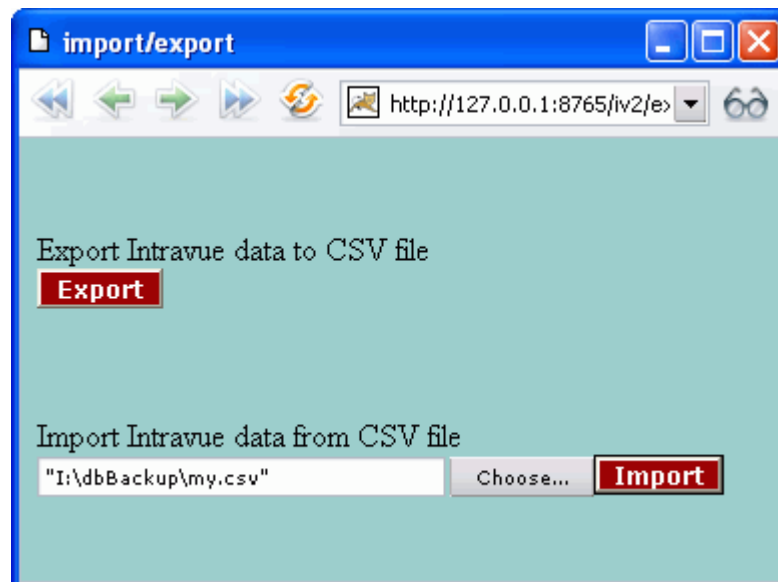 import/export
http://127.0.0.1:8765/iv2/e
Export Intravue data to CSV file
Export
Import Intravue data from CSV file
"I:\dbBackup\my.csv" Choose... Import